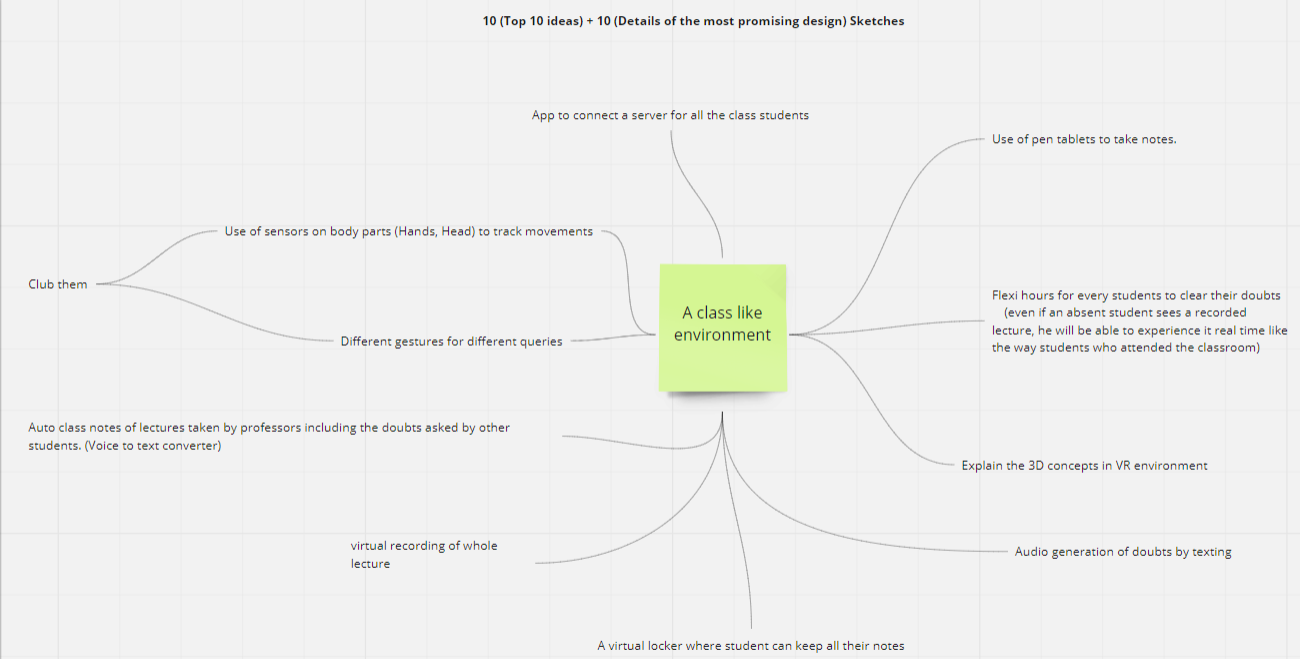 10 (Top 10 ideas) + 10 (Details of the most promising design) Sketches
App to connect a server for all the class students
Use of pen tablets to take notes.
Use of sensors on body parts (Hands, Head) to track movements
Club them
Different gestures for different queries
A class like
environment
Flexi hours for every students to clear their doubts
(even if an absent student sees a recorded
lecture, he will be able to experience it real time like
the way students who attended the classroom)
Auto class notes of lectures taken by professors including the doubts asked by other
students. (Voice to text converter)
Explain the 3D concepts in VR environment
virtual recording of whole
lecture
Audio generation of doubts by texting
A virtual locker where student can keep all their notes